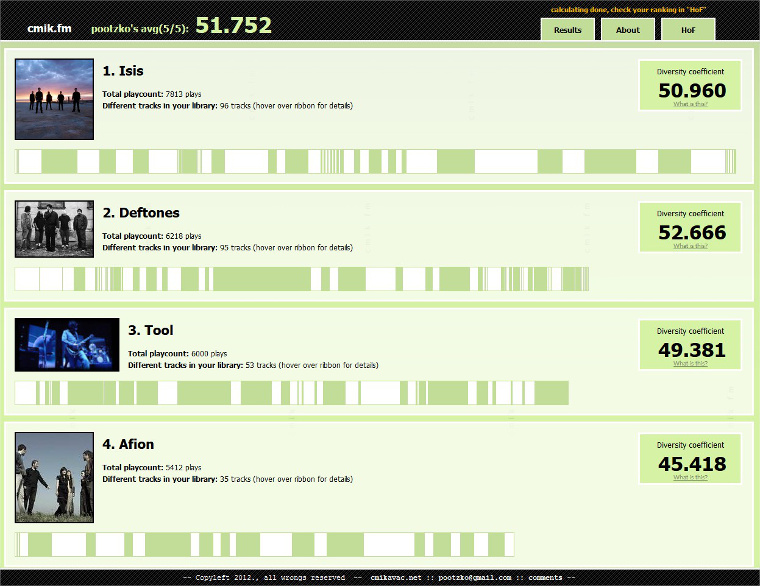 calculating done, check your ranking in "HoF"
cmik.fm pootzko's avg(5/5): 51.752
Results About HoF
1. Isis
Total playcount: 7813 plays
Different tracks in your library: 96 tracks (hover over ribbon for details)
Diversity coefficient
50.960
What is this?
2. Deftones
Total playcount: 6218 plays
Different tracks in your library: 95 tracks (hover over ribbon for details)
Diversity coefficient
52.666
What is this?
3. Tool
Total playcount: 6000 plays
Different tracks in your library: 53 tracks (hover over ribbon for details)
Diversity coefficient
49.381
What is this?
4. Afion
Total playcount: 5412 plays
Different tracks in your library: 35 tracks (hover over ribbon for details)
Diversity coefficient
45.418
What is this?
-- Copyleft 2012., all wrongs reserved -- cmikavac.net :: pootzko@gmail.com :: comments --